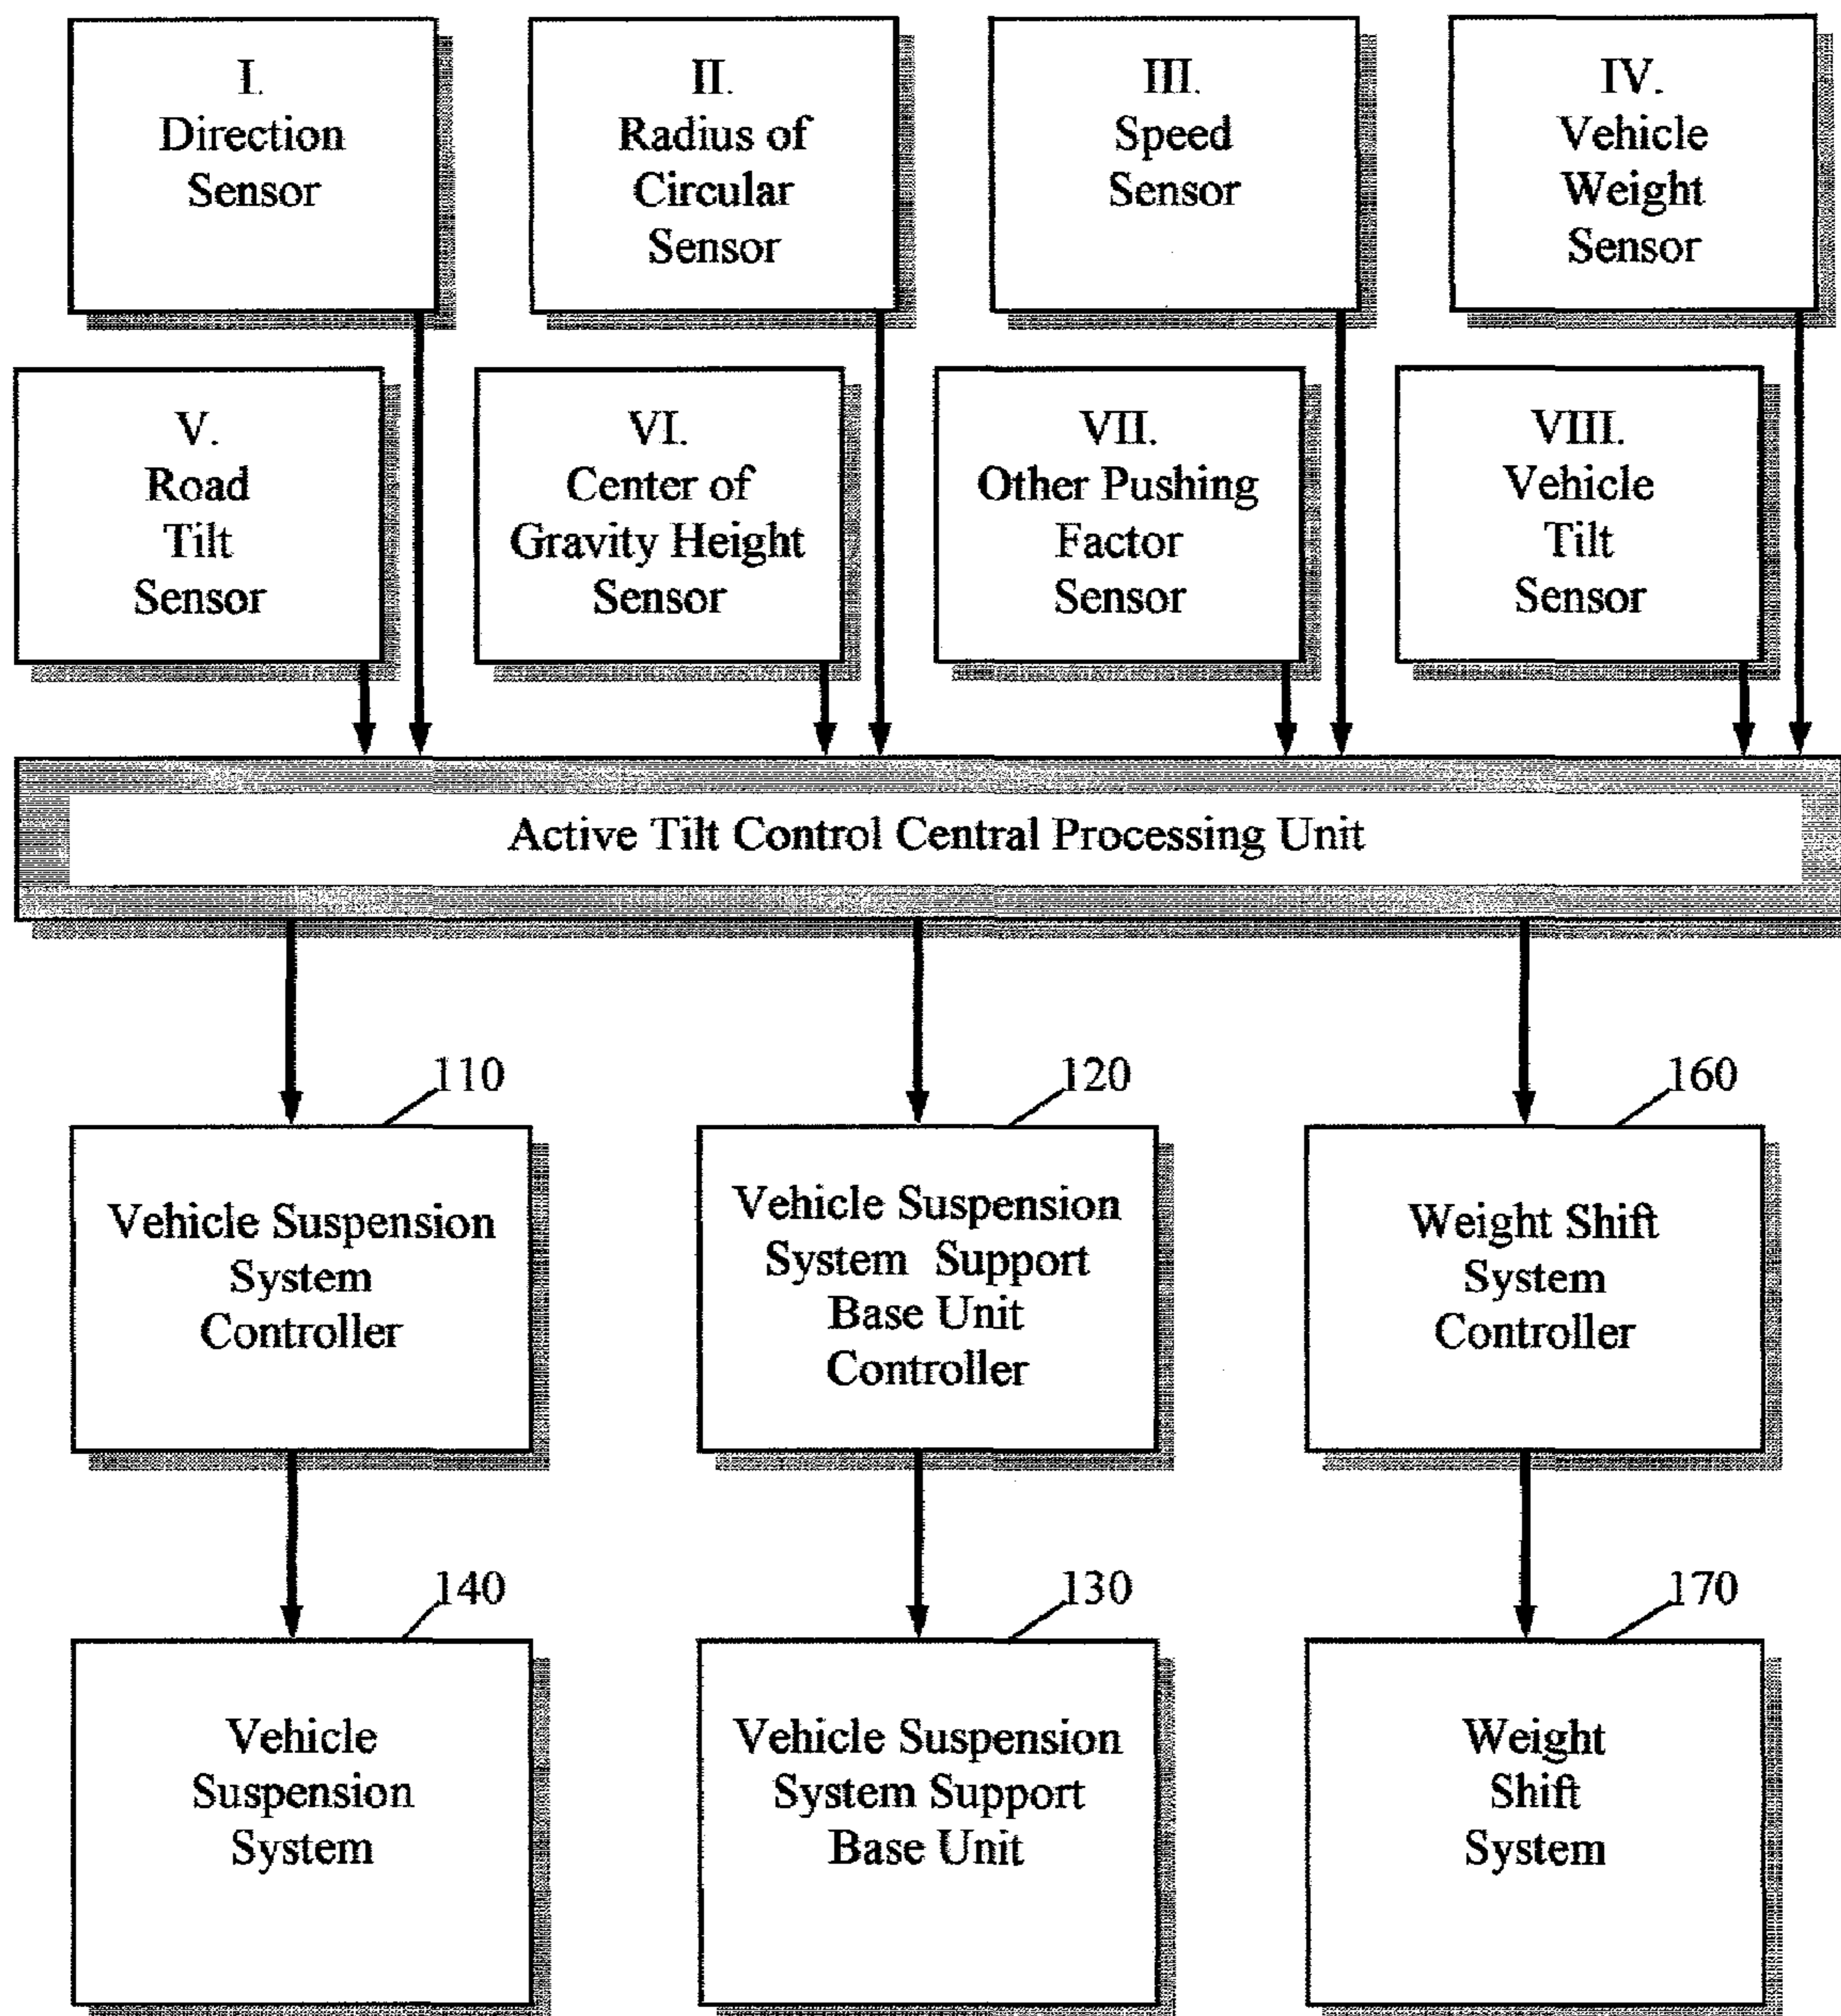 I.
Direction
Sensor
II.
Radius of
Circular
Sensor
III.
Speed
Sensor
IV.
Vehicle
Weight
Sensor
V.
Road
Tilt
Sensor
VI.
Center of
Gravity Height
Sensor
VII.
Other Pushing
Factor
Sensor
VIII.
Vehicle
Tilt
Sensor
Active Tilt Control Central Processing Unit
110
Vehicle Suspension
System
Controller
120
Vehicle Suspension
System Support
Base Unit
Controller
160
Weight Shift
System
Controller
140
Vehicle
Suspension
System
130
Vehicle Suspension
System Support
Base Unit
170
Weight
Shift
System